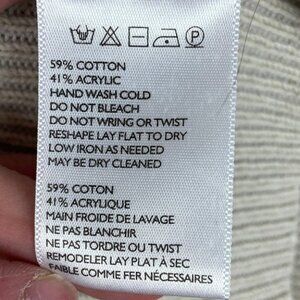 59% COTTON
41% ACRYLIC
HAND WASH COLD
DO NOT BLEACH
DO NOT WRING OR TWIST
RESHAPE LAY FLAT TO DRY
LOW IRON AS NEEDED
MAY BE DRY CLEANED
59% COTON
41% ACRYLIQUE
MAIN FROIDE DE LAVAGE
NE PAS BLANCHIR
NE PAS TORDRE OU TWIST
REMODELER LAY PLAT À SEC
FAIBLE COMME FER NÉCESSAIRES